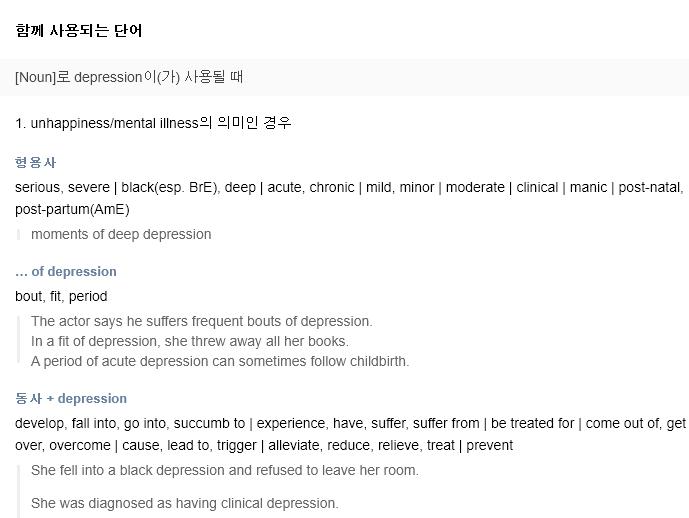 함께 사용되는 단어
[Noun]로 depression이(가) 사용될 때
1. unhappiness/mental illness의 의미인 경우
형용사
serious, severe | black(esp. BrE), deep | acute, chronic | mild, minor | moderate | clinical | manic | post-natal,
post-partum(AmE)
moments of deep depression
... of depression
bout, fit, period
The actor says he suffers frequent bouts of depression.
In a fit of depression, she threw away all her books.
A period of acute depression can sometimes follow childbirth.
동사 + depression
develop, fall into, go into, succumb to | experience, have, suffer, suffer from | be treated for | come out of, get
over, overcome | cause, lead to, trigger | alleviate, reduce, relieve, treat | prevent
She fell into a black depression and refused to leave her room.
She was diagnosed as having clinical depression.